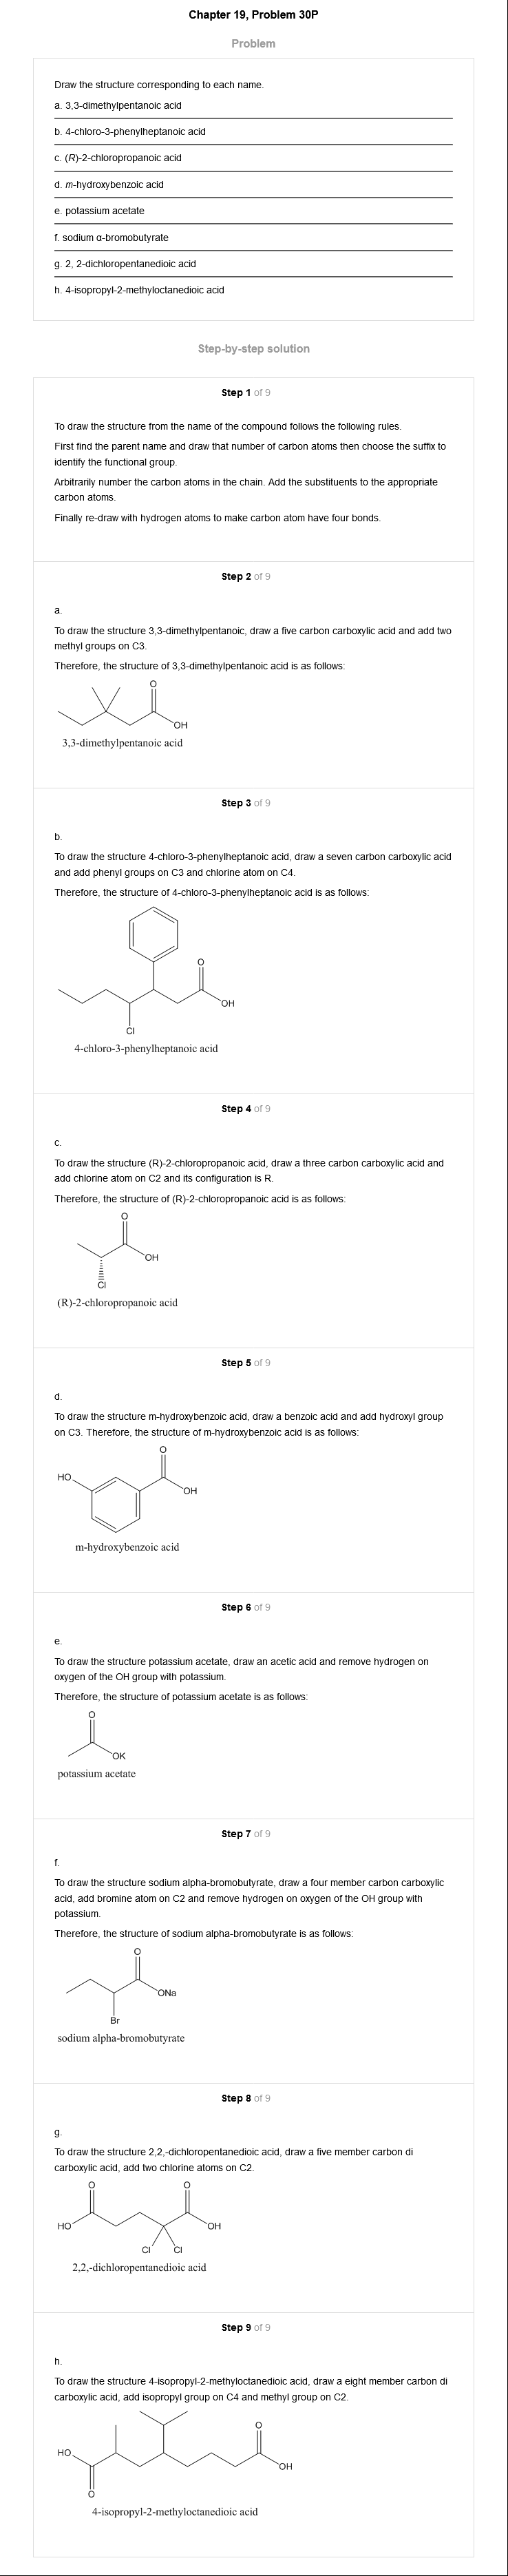 Chapter 19, Problem 30P
Problem
Draw the structure corresponding to each name.
a. 3,3-dimethylpentanoic acid
b. 4-chloro-3-phenylheptanoic acid
c. (R)-2-chloropropanoic acid
d. m-hydroxybenzoic acid
e. potassium acetate
f. sodium α-bromobutyrate
g. 2, 2-dichloropentanedioic acid
h. 4-isopropyl-2-methyloctanedioic acid
Step-by-step solution
Step 1 of 9
To draw the structure from the name of the compound follows the following rules.
First find the parent name and draw that number of carbon atoms then choose the suffix to
identify the functional group.
Arbitrarily number the carbon atoms in the chain. Add the substituents to the appropriate
carbon atoms.
Finally re-draw with hydrogen atoms to make carbon atom have four bonds.
Step 2 of 9
a.
To draw the structure 3,3-dimethylpentanoic, draw a five carbon carboxylic acid and add two
methyl groups on C3.
Therefore, the structure of 3,3-dimethylpentanoic acid is as follows:
O
OH
3,3-dimethylpentanoic acid
Step 3 of 9
b.
To draw the structure 4-chloro-3-phenylheptanoic acid, draw a seven carbon carboxylic acid
and add phenyl groups on C3 and chlorine atom on C4.
Therefore, the structure of 4-chloro-3-phenylheptanoic acid is as follows:
O
OH
Cl
4-chloro-3-phenylheptanoic acid
Step 4 of 9
c.
To draw the structure (R)-2-chloropropanoic acid, draw a three carbon carboxylic acid and
add chlorine atom on C2 and its configuration is R.
Therefore, the structure of (R)-2-chloropropanoic acid is as follows:
O
OH
Cl
(R)-2-chloropropanoic acid
Step 5 of 9
d.
To draw the structure m-hydroxybenzoic acid, draw a benzoic acid and add hydroxyl group
on C3. Therefore, the structure of m-hydroxybenzoic acid is as follows:
O
HO
OH
m-hydroxybenzoic acid
Step 6 of 9
e.
To draw the structure potassium acetate, draw an acetic acid and remove hydrogen on
oxygen of the OH group with potassium.
Therefore, the structure of potassium acetate is as follows:
O
OK
potassium acetate
Step 7 of 9
f.
To draw the structure sodium alpha-bromobutyrate, draw a four member carbon carboxylic
acid, add bromine atom on C2 and remove hydrogen on oxygen of the OH group with
potassium.
Therefore, the structure of sodium alpha-bromobutyrate is as follows:
O
ONa
Br
sodium alpha-bromobutyrate
Step 8 of 9
g.
To draw the structure 2,2,-dichloropentanedioic acid, draw a five member carbon di
carboxylic acid, add two chlorine atoms on C2.
O O
HO OH
Cl Cl
2,2,-dichloropentanedioic acid
Step 9 of 9
h.
To draw the structure 4-isopropyl-2-methyloctanedioic acid, draw a eight member carbon di
carboxylic acid, add isopropyl group on C4 and methyl group on C2.
O
HO
OH
O
4-isopropyl-2-methyloctanedioic acid